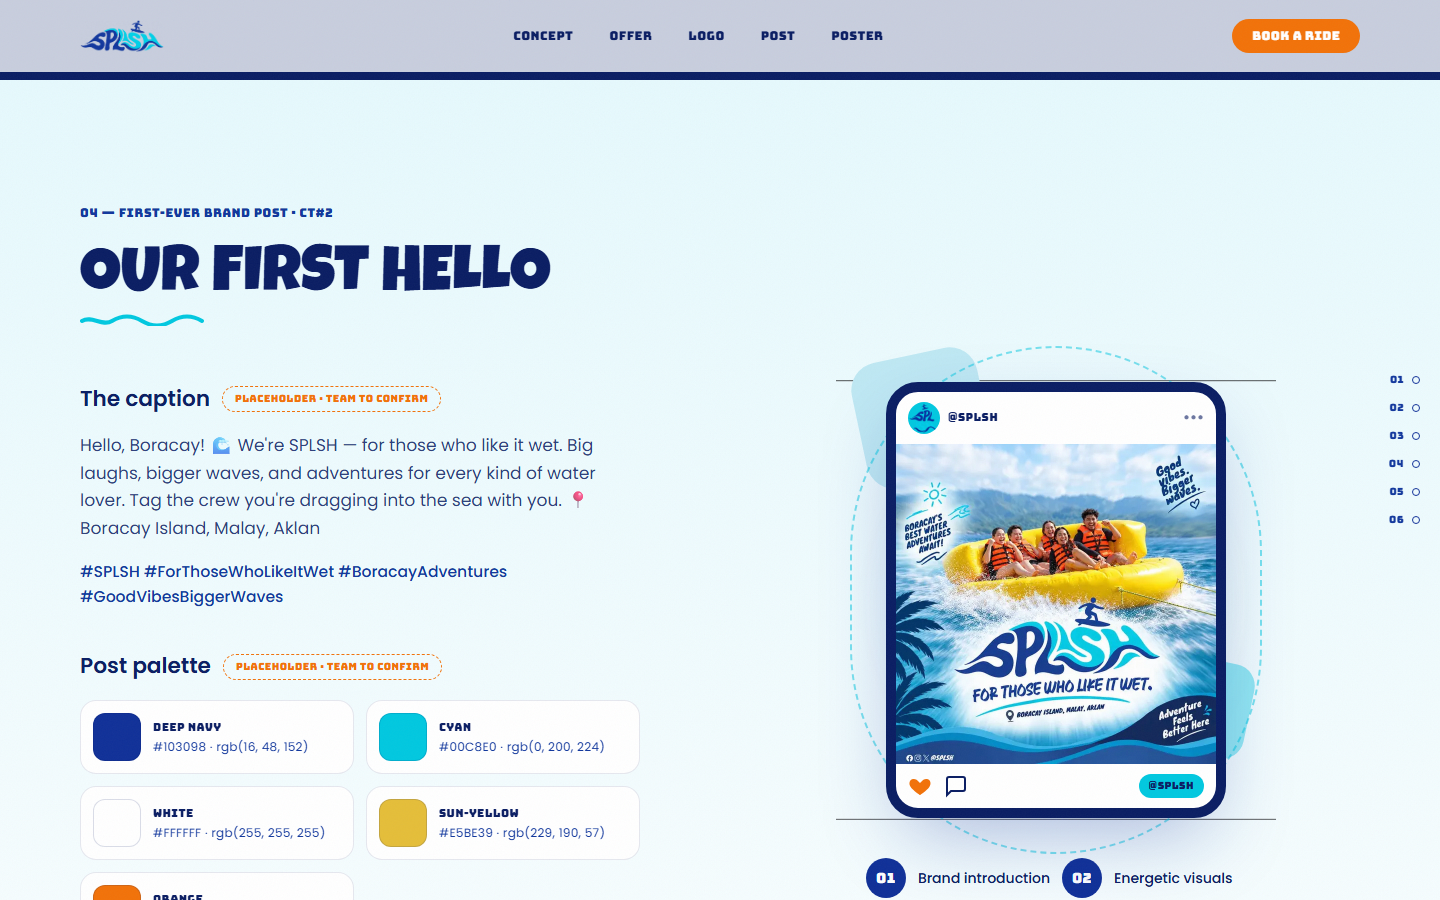 SPLSH
CONCEPT
OFFER
LOGO
POST
POSTER
BOOK A RIDE
04 — FIRST-EVER BRAND POST · CT#2
OUR FIRST HELLO
The caption
PLACEHOLDER · TEAM TO CONFIRM
Hello, Boracay! 🌊 We're SPLSH — for those who like it wet. Big
laughs, bigger waves, and adventures for every kind of water
lover. Tag the crew you're dragging into the sea with you. 📍
Boracay Island, Malay, Aklan
#SPLSH #ForThoseWhoLikeItWet #BoracayAdventures
#GoodVibesBiggerWaves
Post palette
PLACEHOLDER · TEAM TO CONFIRM
DEEP NAVY
#103098 · rgb(16, 48, 152)
CYAN
#00C8E0 · rgb(0, 200, 224)
WHITE
#FFFFFF · rgb(255, 255, 255)
SUN-YELLOW
#E5BE39 · rgb(229, 190, 57)
ORANGE
SPL
@SPLSH
Good
Vibes.
Bigger
Waves.
BORACAY'S
BEST WATER
ADVENTURES
AWAIT!
SPLSH
FOR THOSE WHO LIKE IT WET.
BORACAY ISLAND, MALAY, AKLAN
Adventure
Feels
Better Here
@SPLSH
@SPLSH
01
Brand introduction
02
Energetic visuals
01
02
03
04
05
06